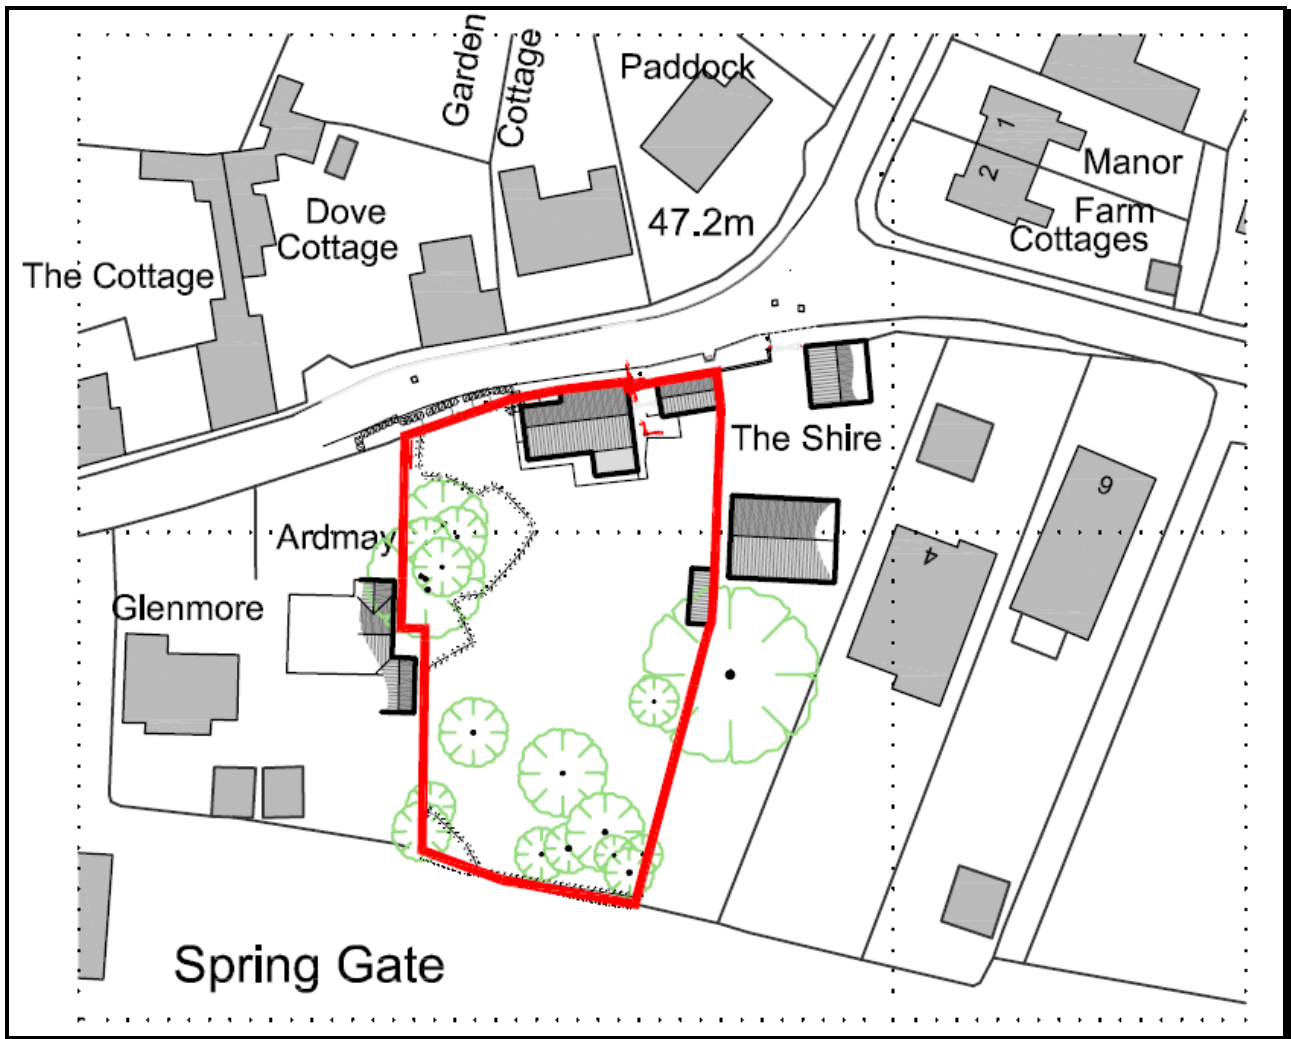 Garden
Cottage
Paddock
1
2
Manor
Farm
Cottages
Dove
Cottage
47.2m
The Cottage
The Shire
6
4
Ardmay
Glenmore
Spring Gate